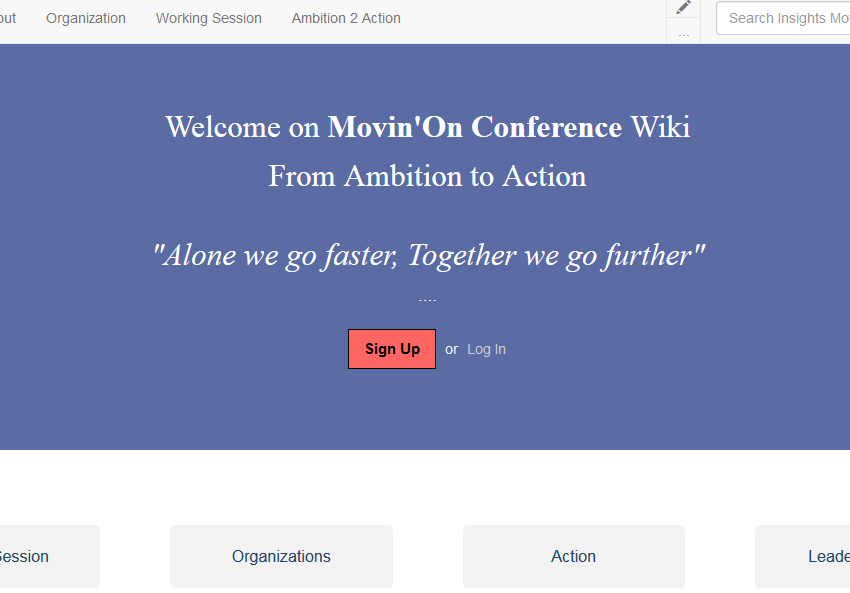 out Organization Working Session Ambition 2 Action ... Search Insights Mo
Welcome on Movin'On Conference Wiki
From Ambition to Action
"Alone we go faster, Together we go further"
....
Sign Up or Log In
Session Organizations Action Leade